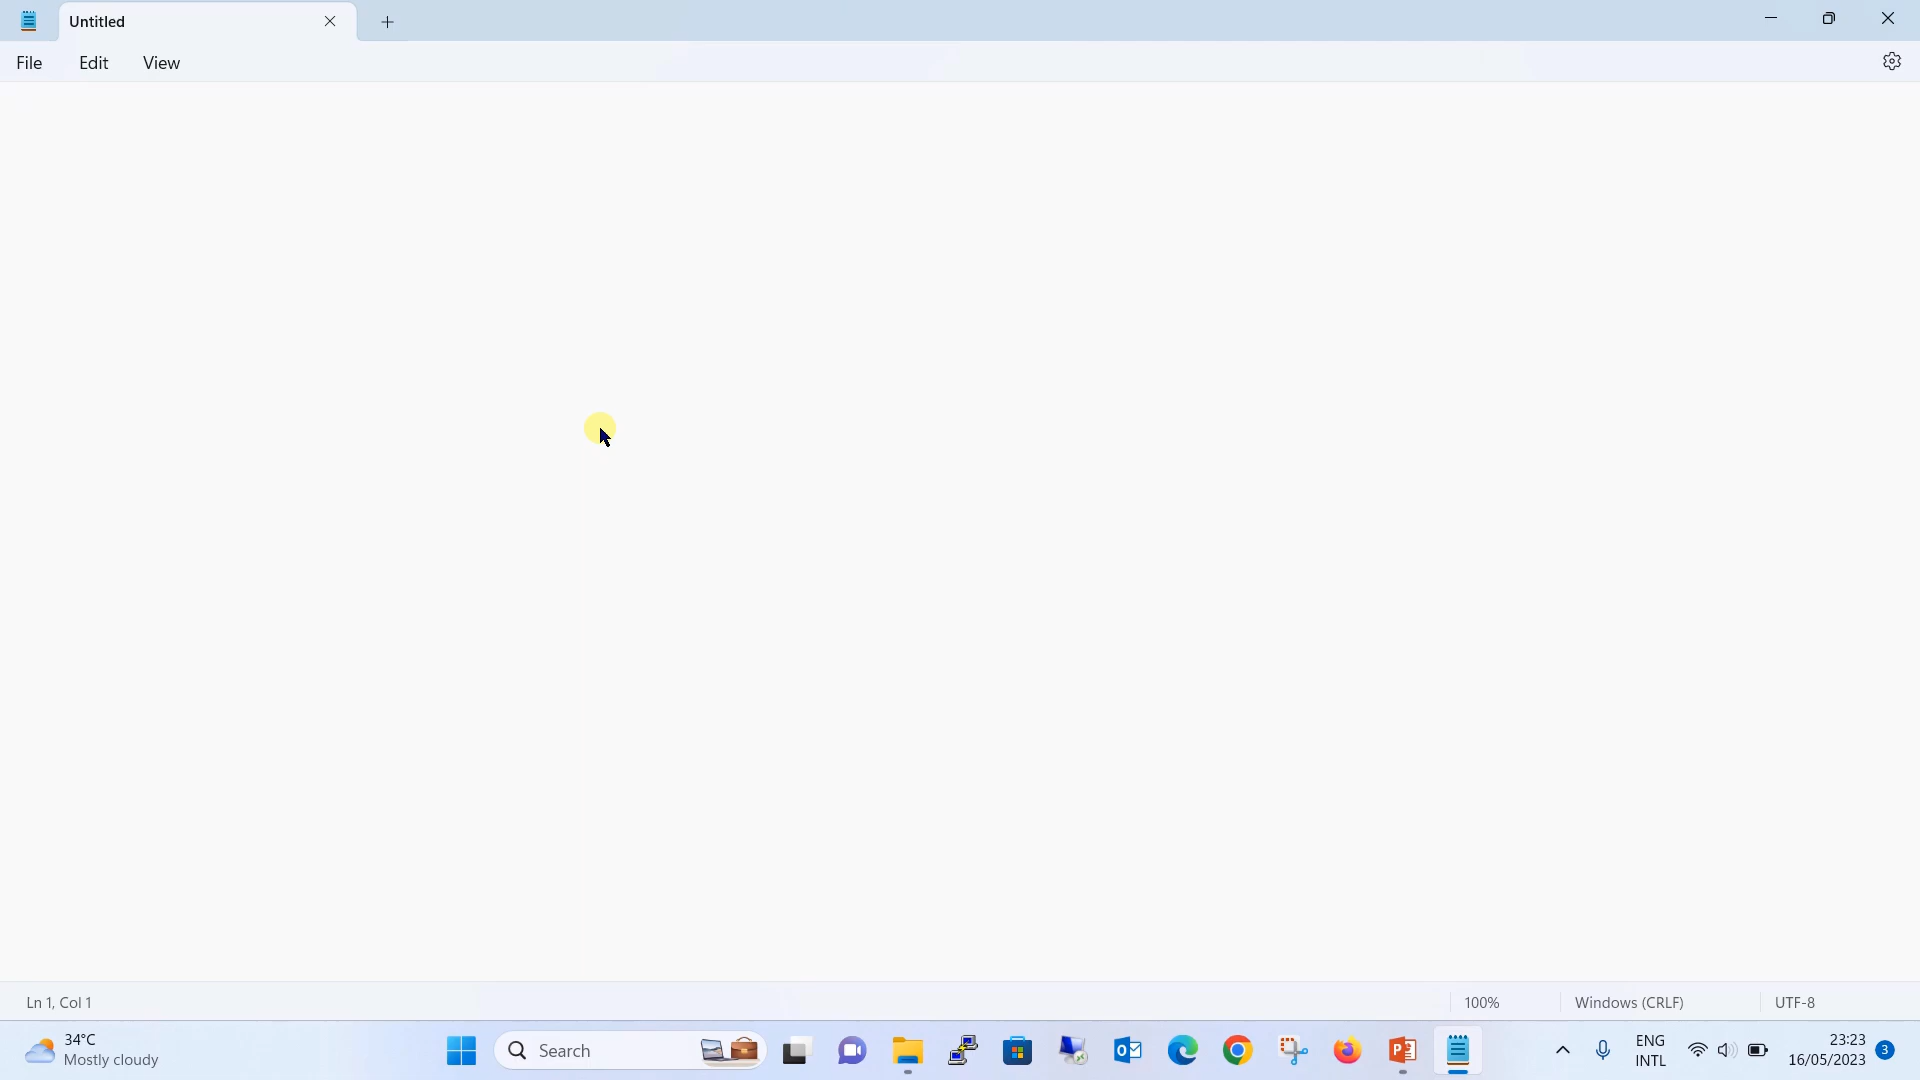 Untitled
File Edit View
Ln 1, Col 1 100% Windows (CRLF) UTF-8
34°C
Mostly cloudy
Search
ENG
INTL
23:23
16/05/2023
3